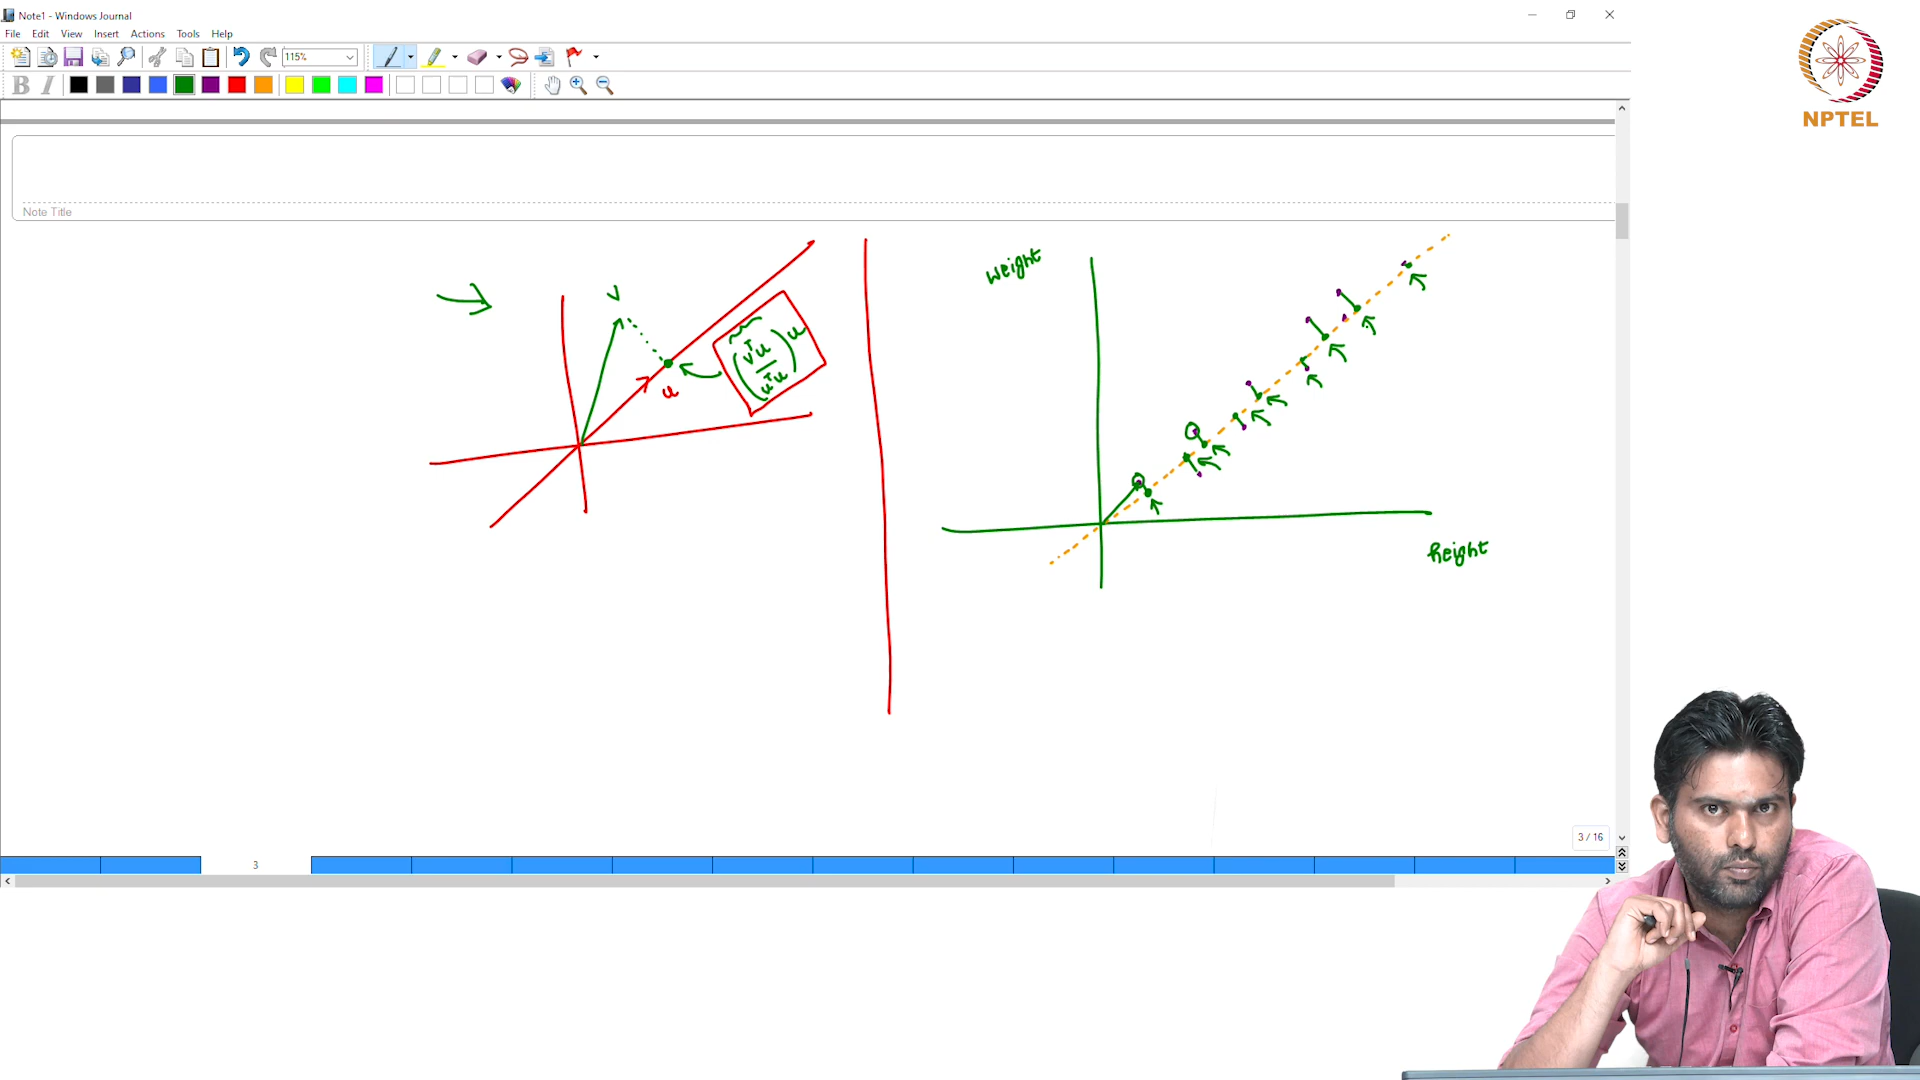 Note1 - Windows Journal
File Edit View Insert Actions Tools Help
115%
B I
NPTEL
Note Title
v
u
(vᵀu / uᵀu) u
weight
height
3 / 16
3